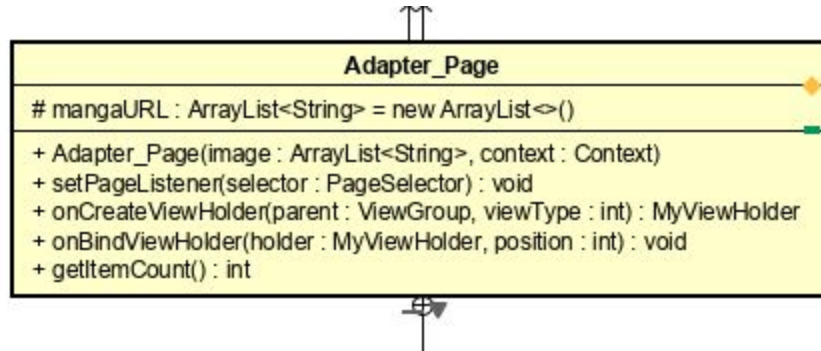 Adapter_Page
# mangaURL : ArrayList<String> = new ArrayList<>()
+ Adapter_Page(image : ArrayList<String>, context : Context)
+ setPageListener(selector : PageSelector) : void
+ onCreateViewHolder(parent : ViewGroup, viewType : int) : MyViewHolder
+ onBindViewHolder(holder : MyViewHolder, position : int) : void
+ getItemCount() : int